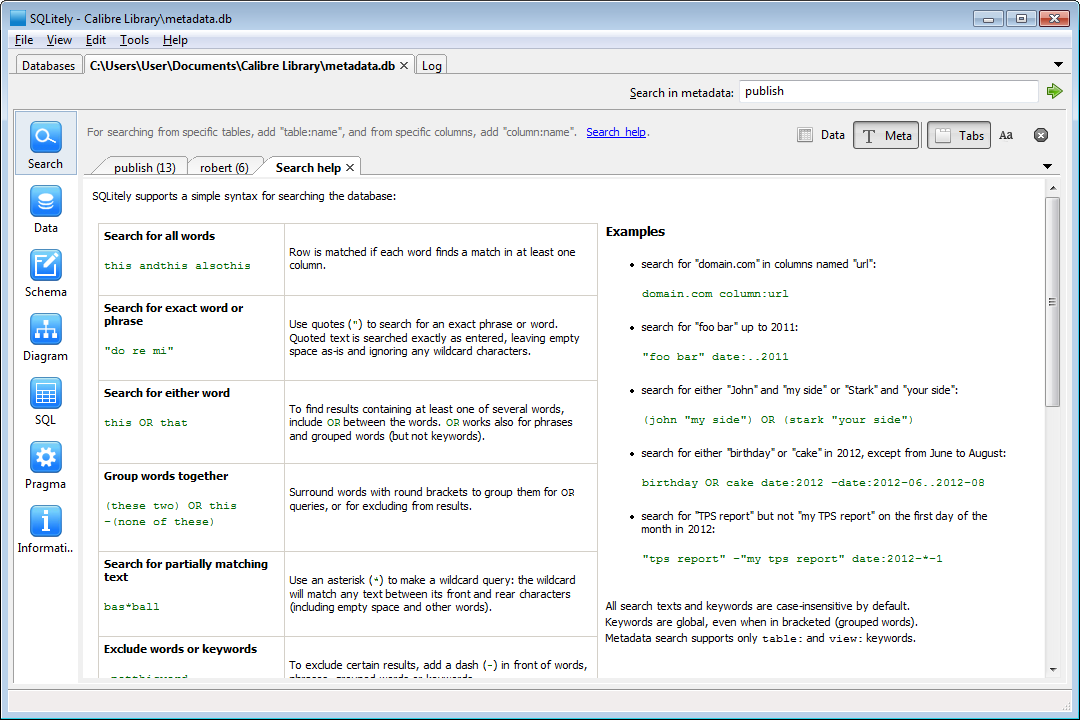 SQLitely - Calibre Library\metadata.db
File View Edit Tools Help
Databases C:\Users\User\Documents\Calibre Library\metadata.db Log
Search in metadata: publish
For searching from specific tables, add "table:name", and from specific columns, add "column:name". Search help.
Data Meta Tabs Aa
publish (13) robert (6) Search help
Search
Data
Schema
Diagram
SQL
Pragma
Informati..
SQLitely supports a simple syntax for searching the database:
Search for all words
this andthis alsothis
Row is matched if each word finds a match in at least one
column.
Search for exact word or
phrase
"do re mi"
Use quotes (") to search for an exact phrase or word.
Quoted text is searched exactly as entered, leaving empty
space as-is and ignoring any wildcard characters.
Search for either word
this OR that
To find results containing at least one of several words,
include OR between the words. OR works also for phrases
and grouped words (but not keywords).
Group words together
(these two) OR this
-(none of these)
Surround words with round brackets to group them for OR
queries, or for excluding from results.
Search for partially matching
text
bas*ball
Use an asterisk (*) to make a wildcard query: the wildcard
will match any text between its front and rear characters
(including empty space and other words).
Exclude words or keywords
To exclude certain results, add a dash (-) in front of words,
Examples
• search for "domain.com" in columns named "url":
domain.com column:url
• search for "foo bar" up to 2011:
"foo bar" date:..2011
• search for either "John" and "my side" or "Stark" and "your side":
(john "my side") OR (stark "your side")
• search for either "birthday" or "cake" in 2012, except from June to August:
birthday OR cake date:2012 -date:2012-06..2012-08
• search for "TPS report" but not "my TPS report" on the first day of the
month in 2012:
"tps report" -"my tps report" date:2012-*-1
All search texts and keywords are case-insensitive by default.
Keywords are global, even when in bracketed (grouped words).
Metadata search supports only table: and view: keywords.